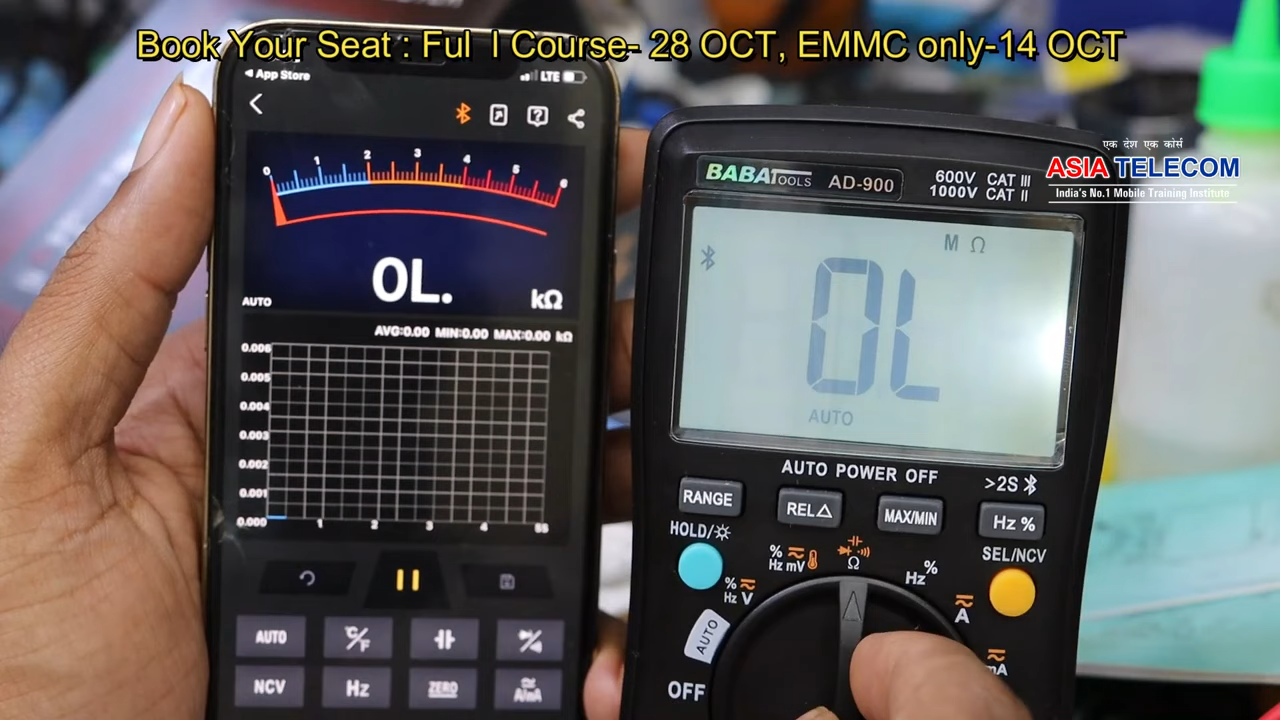 Book Your Seat : Ful l Course- 28 OCT, EMMC only-14 OCT
App Store
LTE
एक देश एक कोर्स
ASIA TELECOM
India's No.1 Mobile Training Institute
0 1 2 3 4 5 6
OL.
kΩ
AUTO
AVG:0.00 MIN:0.00 MAX:0.00 kΩ
0.006
0.005
0.004
0.003
0.002
0.001
0.000
1 2 3 4 5S
AUTO
°C/°F
NCV
Hz
ZERO
A/mA
BABATOOLS AD-900
600V CAT III
1000V CAT II
M Ω
OL
AUTO
AUTO POWER OFF
>2S
RANGE
REL△
MAX/MIN
Hz %
HOLD/
SEL/NCV
% Hz mV
Ω
Hz %
% Hz V
A
AUTO
mA
OFF